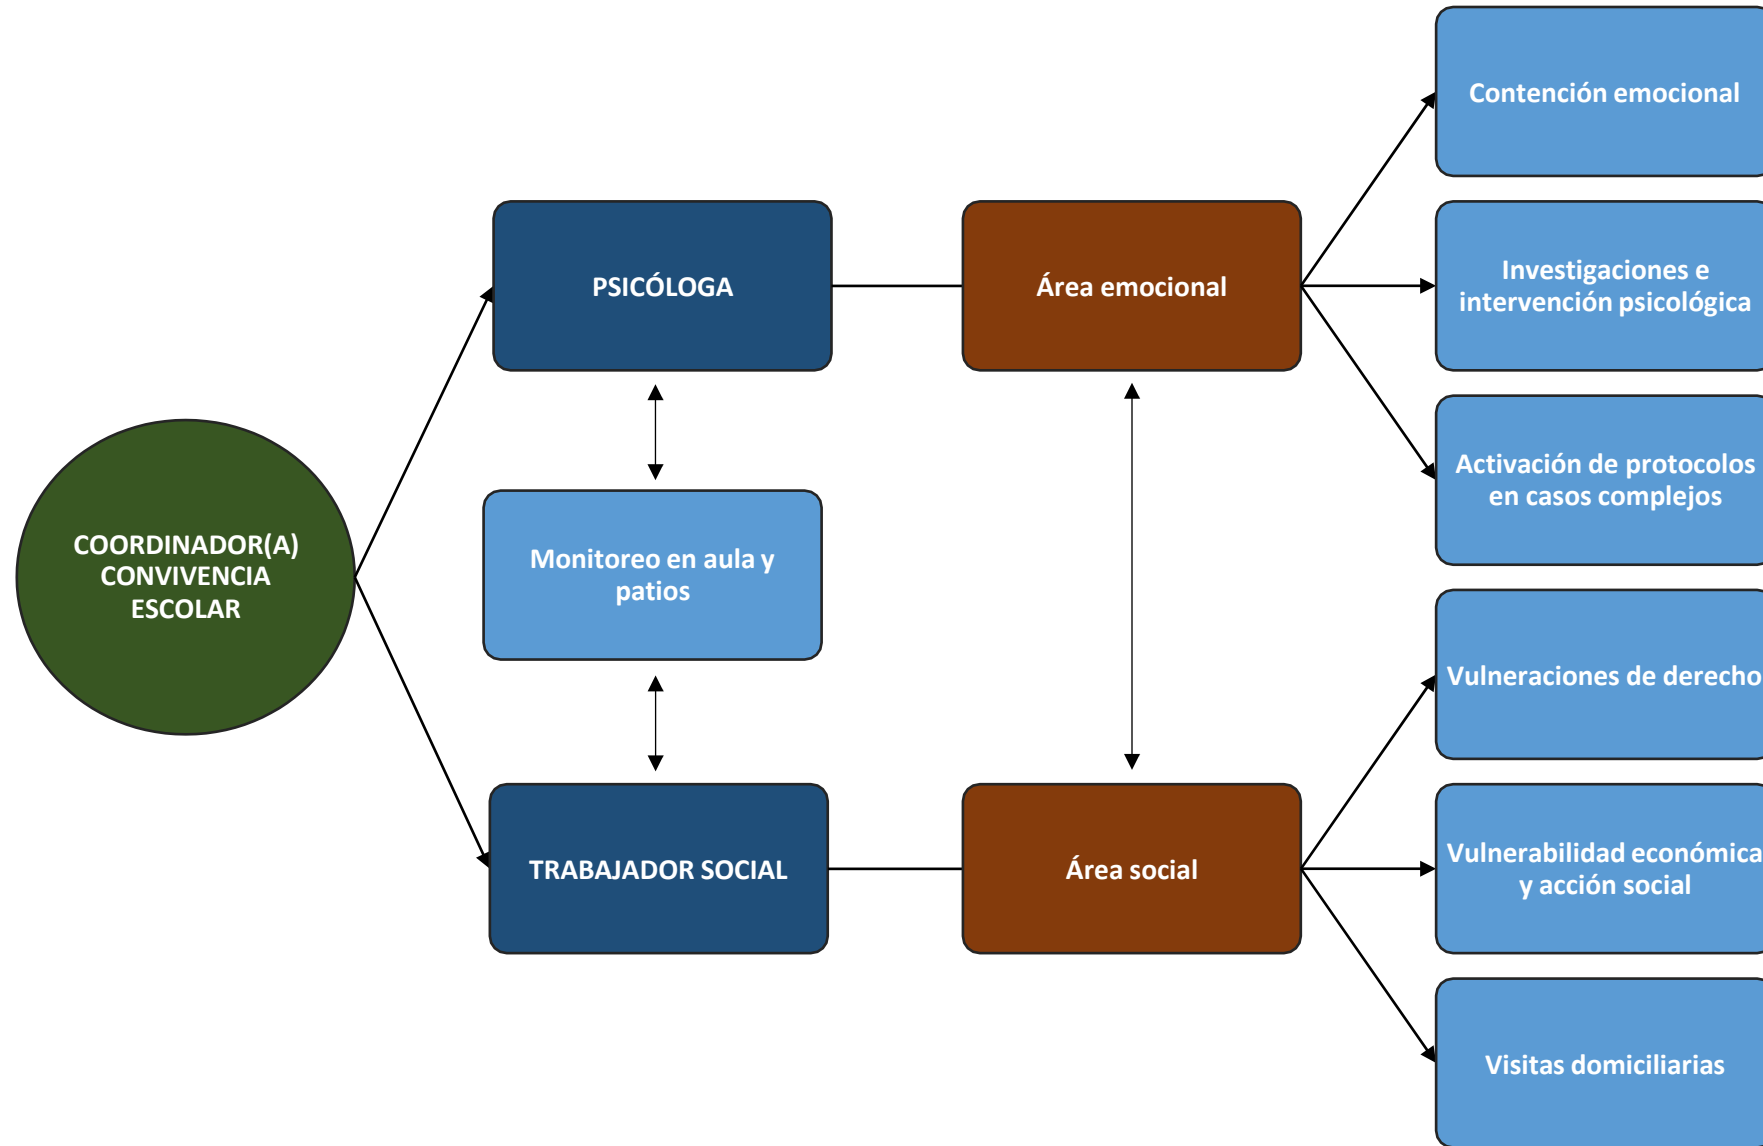 COORDINADOR(A)
CONVIVENCIA
ESCOLAR
PSICÓLOGA
Monitoreo en aula y
patios
TRABAJADOR SOCIAL
Área emocional
Área social
Contención emocional
Investigaciones e
intervención psicológica
Activación de protocolos
en casos complejos
Vulneraciones de derecho
Vulnerabilidad económica
y acción social
Visitas domiciliarias